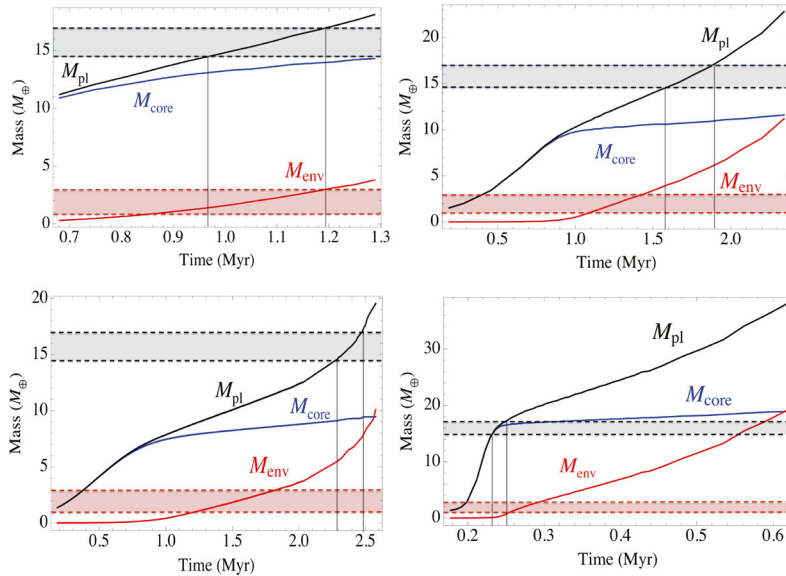 15
10
5
0
Mass (M⊕)
M_pl
M_core
M_env
0.7 0.8 0.9 1.0 1.1 1.2 1.3
Time (Myr)
20
15
10
5
0
Mass (M⊕)
M_pl
M_core
M_env
0.5 1.0 1.5 2.0
Time (Myr)
20
15
10
5
0
Mass (M⊕)
M_pl
M_core
M_env
0.5 1.0 1.5 2.0 2.5
Time (Myr)
30
20
10
0
Mass (M⊕)
M_pl
M_core
M_env
0.2 0.3 0.4 0.5 0.6
Time (Myr)